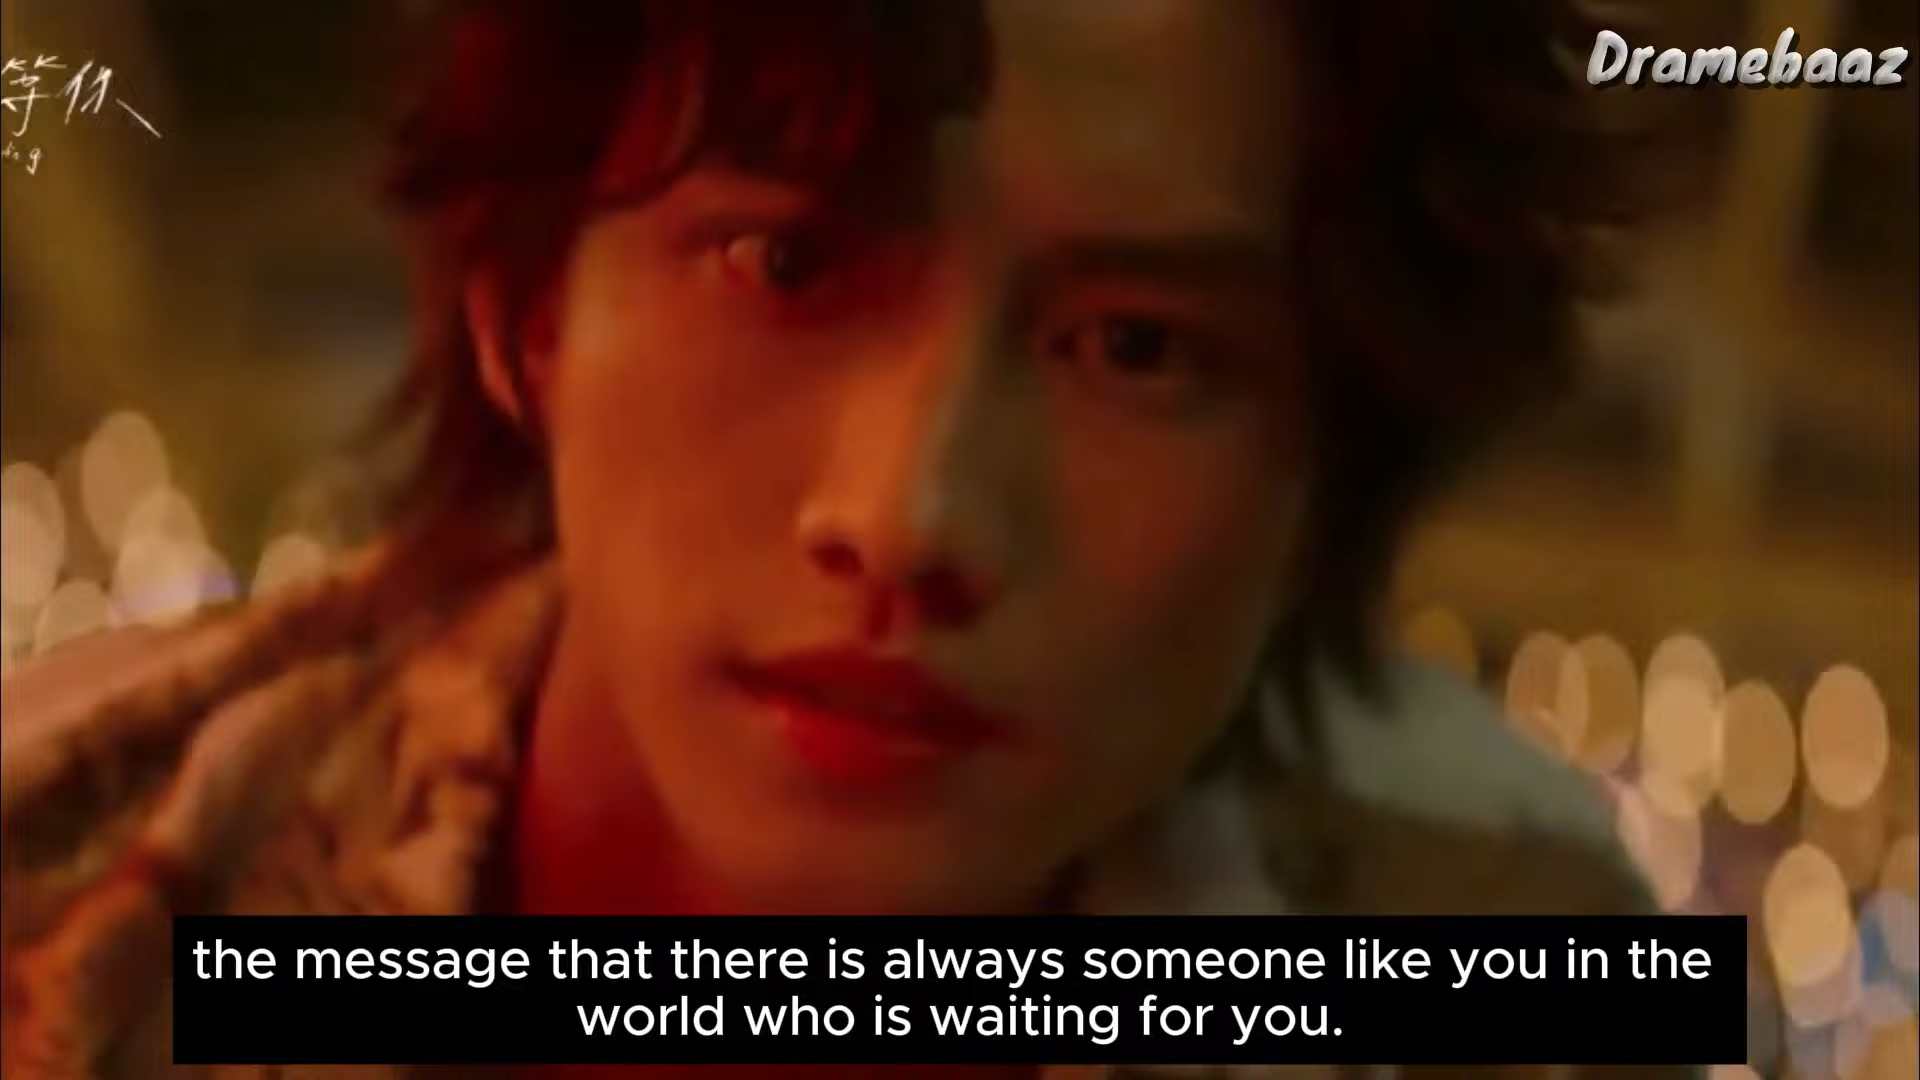 等你
ing
Dramebaaz
the message that there is always someone like you in the
world who is waiting for you.